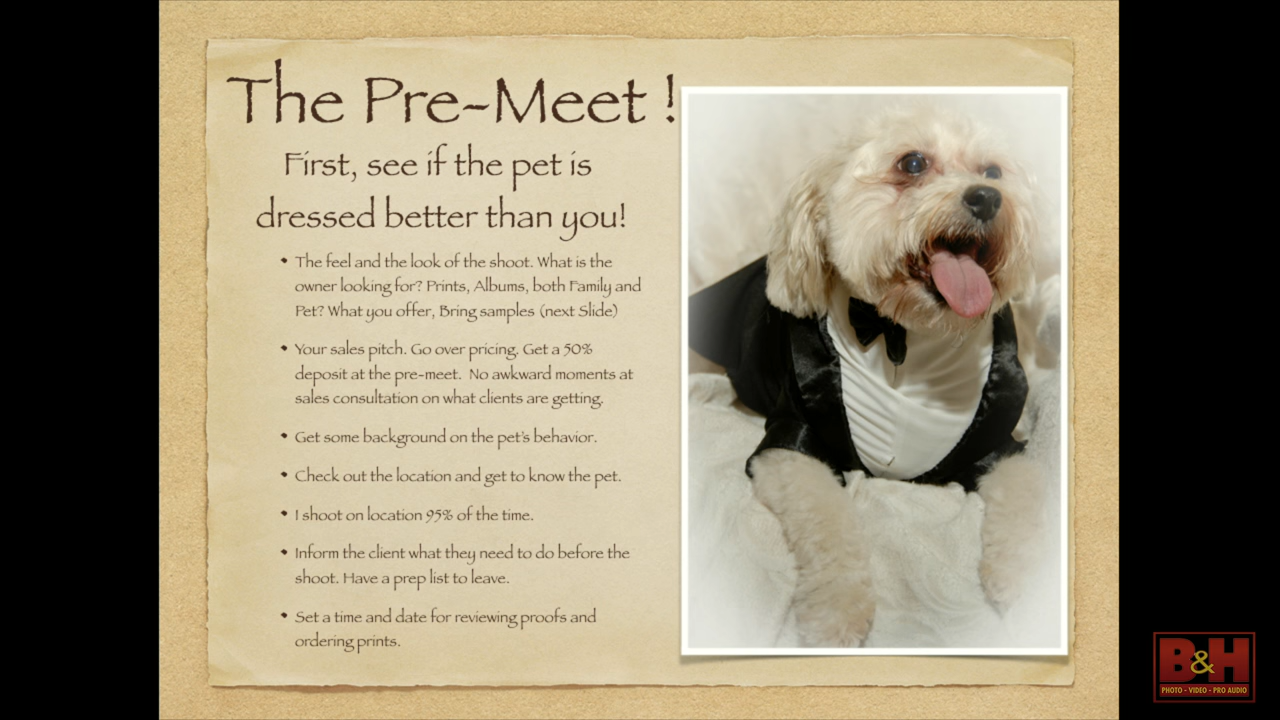 The Pre-Meet !
First, see if the pet is
dressed better than you!
• The feel and the look of the shoot. What is the
owner looking for? Prints, Albums, both Family and
Pet? What you offer, Bring samples (next Slide)
• Your sales pitch. Go over pricing. Get a 50%
deposit at the pre-meet. No awkward moments at
sales consultation on what clients are getting.
• Get some background on the pet's behavior.
• Check out the location and get to know the pet.
• I shoot on location 95% of the time.
• Inform the client what they need to do before the
shoot. Have a prep list to leave.
• Set a time and date for reviewing proofs and
ordering prints.
B&H
PHOTO - VIDEO - PRO AUDIO